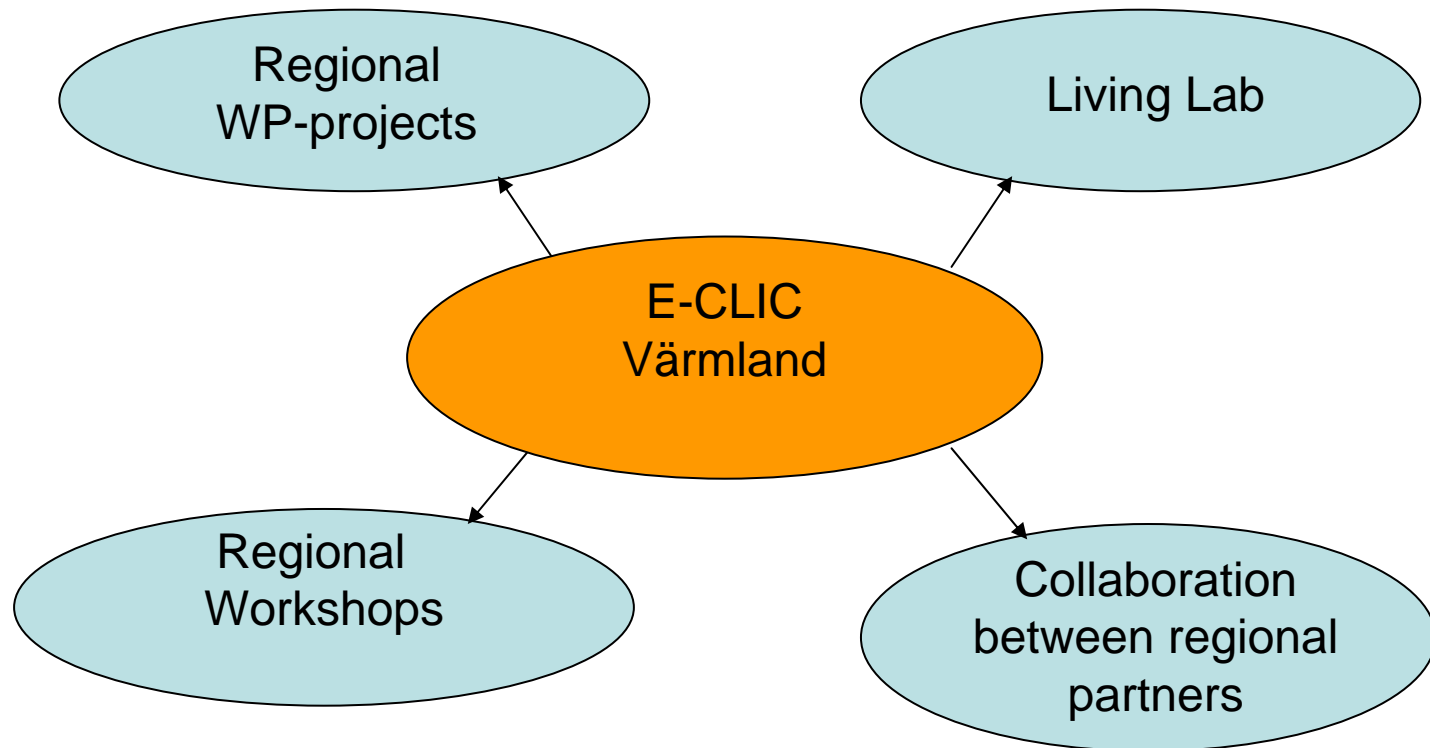 Regional
WP-projects
Living Lab
E-CLIC
Värmland
Regional
Workshops
Collaboration
between regional
partners